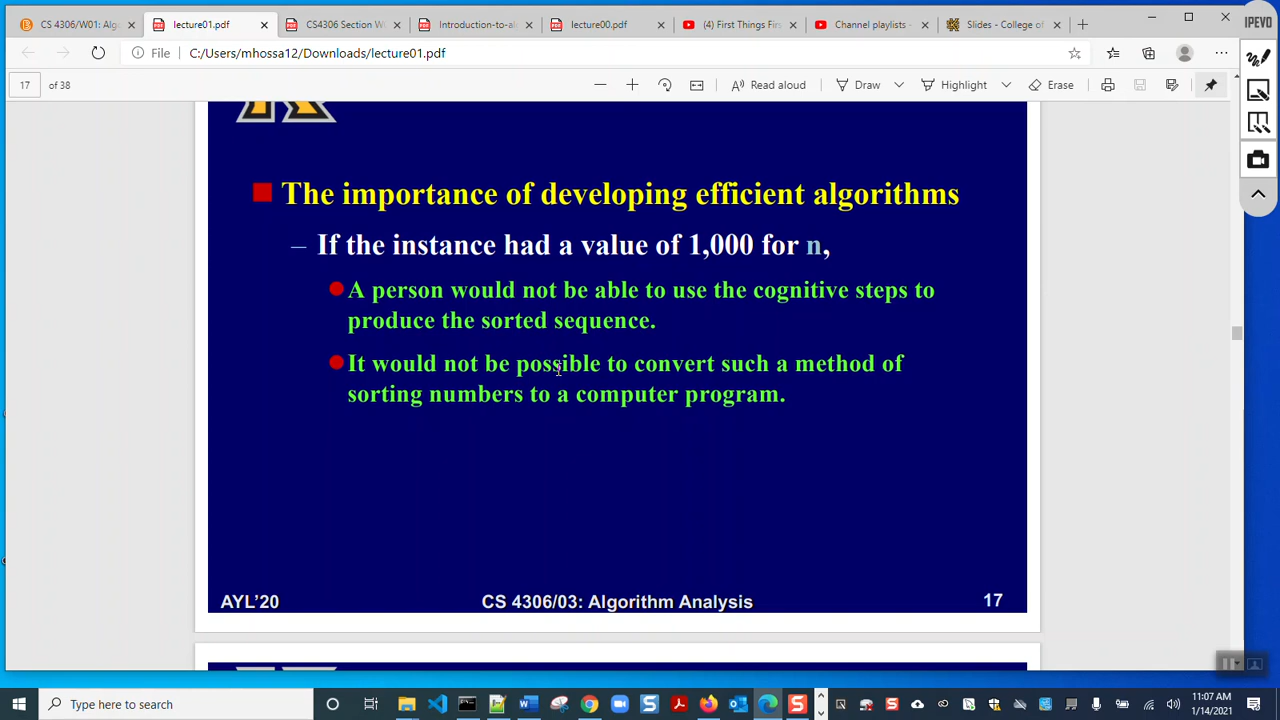 CS 4306/W01: Alg
lecture01.pdf
CS4306 Section W
Introduction-to-a
lecture00.pdf
(4) First Things Firs
Channel playlists -
Slides - College of
IPEVO
File
C:/Users/mhossa12/Downloads/lecture01.pdf
17 of 38
Read aloud
Draw
Highlight
Erase
The importance of developing efficient algorithms
– If the instance had a value of 1,000 for n,
A person would not be able to use the cognitive steps to
produce the sorted sequence.
It would not be possible to convert such a method of
sorting numbers to a computer program.
AYL’20
CS 4306/03: Algorithm Analysis
17
Type here to search
11:07 AM
1/14/2021